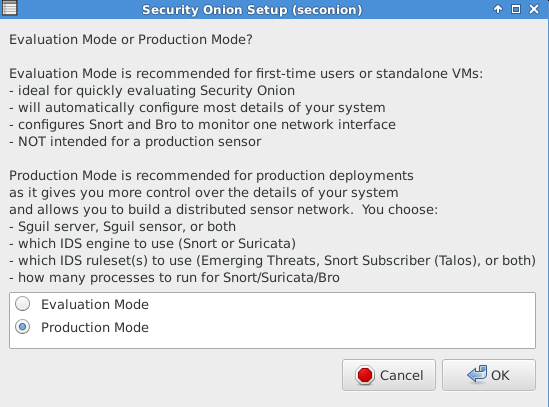 Security Onion Setup (seconion)
Evaluation Mode or Production Mode?
Evaluation Mode is recommended for first-time users or standalone VMs:
- ideal for quickly evaluating Security Onion
- will automatically configure most details of your system
- configures Snort and Bro to monitor one network interface
- NOT intended for a production sensor
Production Mode is recommended for production deployments
as it gives you more control over the details of your system
and allows you to build a distributed sensor network.  You choose:
- Sguil server, Sguil sensor, or both
- which IDS engine to use (Snort or Suricata)
- which IDS ruleset(s) to use (Emerging Threats, Snort Subscriber (Talos), or both)
- how many processes to run for Snort/Suricata/Bro
Evaluation Mode
Production Mode
Cancel OK